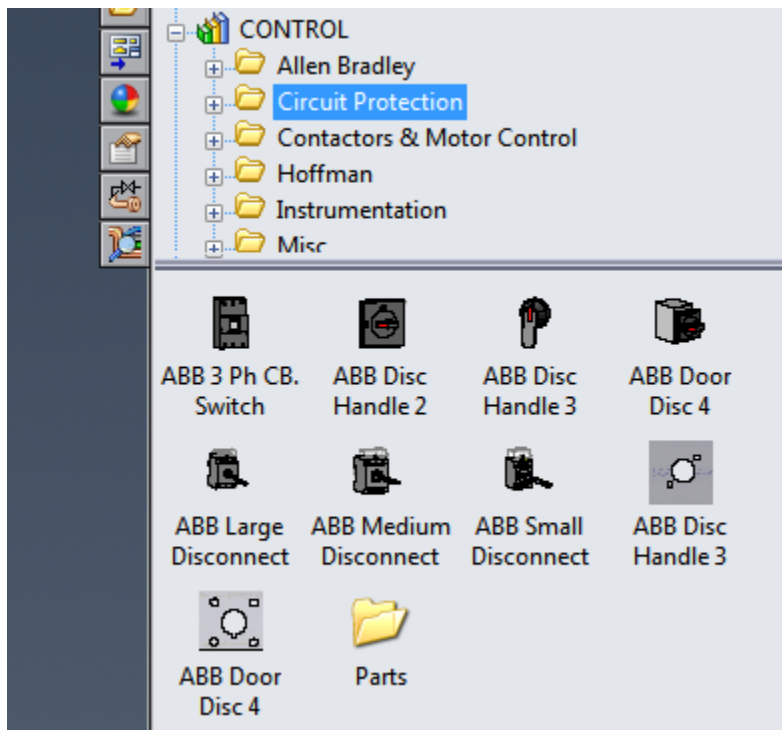 CONTROL
Allen Bradley
Circuit Protection
Contactors & Motor Control
Hoffman
Instrumentation
Misc
ABB 3 Ph CB.
Switch
ABB Disc
Handle 2
ABB Disc
Handle 3
ABB Door
Disc 4
ABB Large
Disconnect
ABB Medium
Disconnect
ABB Small
Disconnect
ABB Disc
Handle 3
ABB Door
Disc 4
Parts